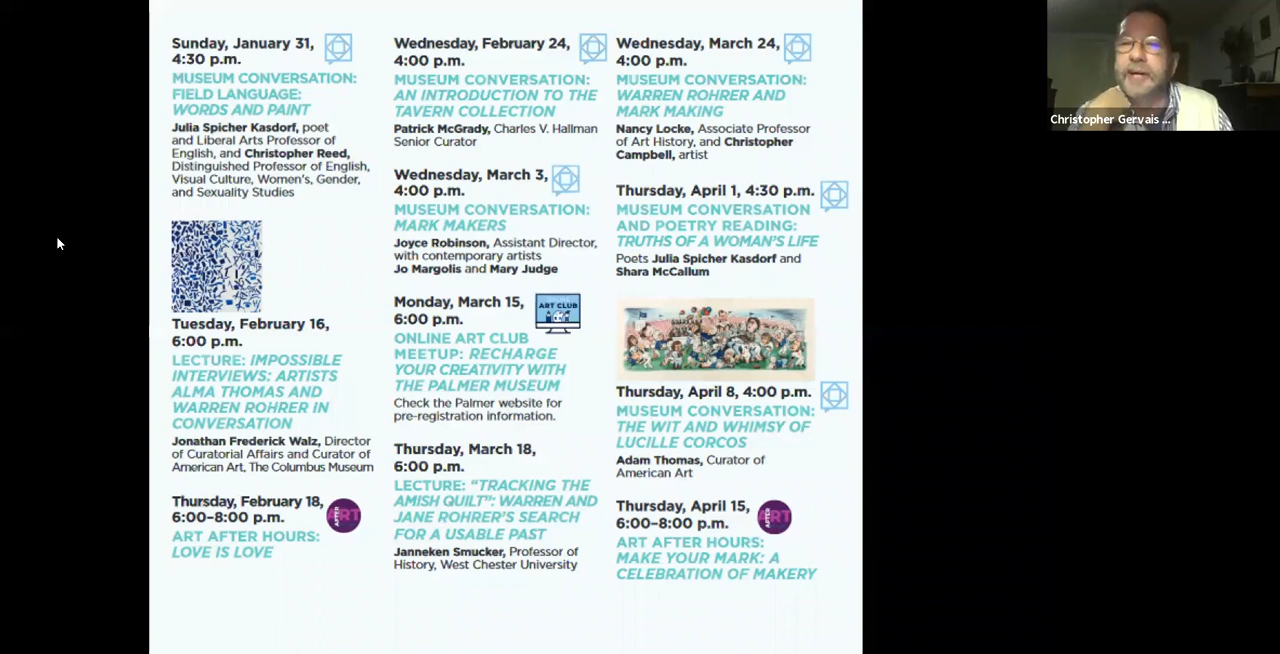 Sunday, January 31,
4:30 p.m.
MUSEUM CONVERSATION:
FIELD LANGUAGE:
WORDS AND PAINT
Julia Spicher Kasdorf, poet
and Liberal Arts Professor of
English, and Christopher Reed,
Distinguished Professor of English,
Visual Culture, Women's, Gender,
and Sexuality Studies
Tuesday, February 16,
6:00 p.m.
LECTURE: IMPOSSIBLE
INTERVIEWS: ARTISTS
ALMA THOMAS AND
WARREN ROHRER IN
CONVERSATION
Jonathan Frederick Walz, Director
of Curatorial Affairs and Curator of
American Art, The Columbus Museum
Thursday, February 18,
6:00–8:00 p.m.
ART AFTER HOURS:
LOVE IS LOVE
AFTER
ART
Wednesday, February 24,
4:00 p.m.
MUSEUM CONVERSATION:
AN INTRODUCTION TO THE
TAVERN COLLECTION
Patrick McGrady, Charles V. Hallman
Senior Curator
Wednesday, March 3,
4:00 p.m.
MUSEUM CONVERSATION:
MARK MAKERS
Joyce Robinson, Assistant Director,
with contemporary artists
Jo Margolis and Mary Judge
Monday, March 15,
6:00 p.m.
ART CLUB
ONLINE ART CLUB
MEETUP: RECHARGE
YOUR CREATIVITY WITH
THE PALMER MUSEUM
Check the Palmer website for
pre-registration information.
Thursday, March 18,
6:00 p.m.
LECTURE: "TRACKING THE
AMISH QUILT": WARREN AND
JANE ROHRER'S SEARCH
FOR A USABLE PAST
Janneken Smucker, Professor of
History, West Chester University
Wednesday, March 24,
4:00 p.m.
MUSEUM CONVERSATION:
WARREN ROHRER AND
MARK MAKING
Nancy Locke, Associate Professor
of Art History, and Christopher
Campbell, artist
Thursday, April 1, 4:30 p.m.
MUSEUM CONVERSATION
AND POETRY READING:
TRUTHS OF A WOMAN'S LIFE
Poets Julia Spicher Kasdorf and
Shara McCallum
Thursday, April 8, 4:00 p.m.
MUSEUM CONVERSATION:
THE WIT AND WHIMSY OF
LUCILLE CORCOS
Adam Thomas, Curator of
American Art
Thursday, April 15,
6:00–8:00 p.m.
AFTER
ART
ART AFTER HOURS:
MAKE YOUR MARK: A
CELEBRATION OF MAKERY
Christopher Gervais ...